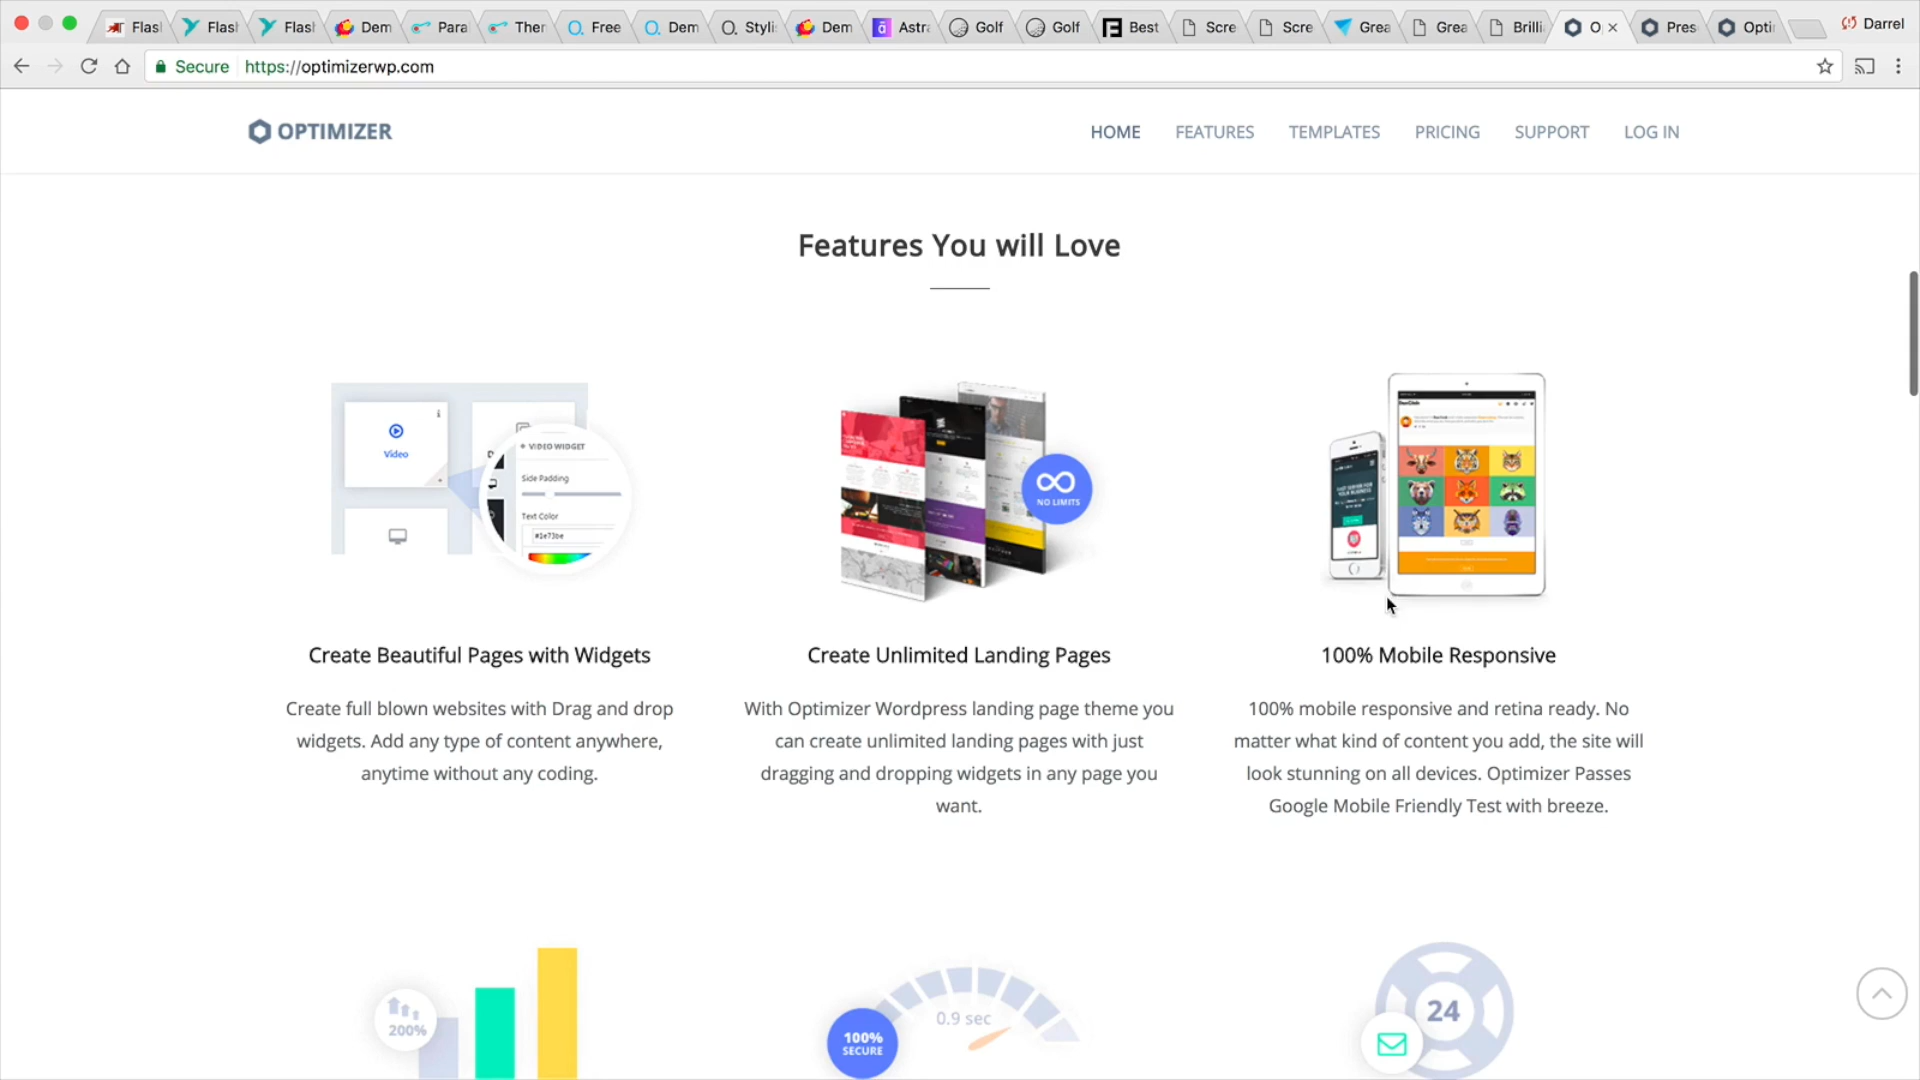 Flasl
Flasl
Flasl
Dem
Para
Ther
Free
Dem
Styli
Dem
Astra
Golf
Golf
Best
Scre
Scre
Grea
Grea
Brilli
O
Pres
Opti
Darrel
Secure
https://optimizerwp.com
OPTIMIZER
HOME
FEATURES
TEMPLATES
PRICING
SUPPORT
LOG IN
Features You will Love
Video
VIDEO WIDGET
Side Padding
Text Color
#1e73be
NO LIMITS
Create Beautiful Pages with Widgets
Create full blown websites with Drag and drop
widgets. Add any type of content anywhere,
anytime without any coding.
Create Unlimited Landing Pages
With Optimizer Wordpress landing page theme you
can create unlimited landing pages with just
dragging and dropping widgets in any page you
want.
100% Mobile Responsive
100% mobile responsive and retina ready. No
matter what kind of content you add, the site will
look stunning on all devices. Optimizer Passes
Google Mobile Friendly Test with breeze.
200%
0.9 sec
100%
SECURE
24